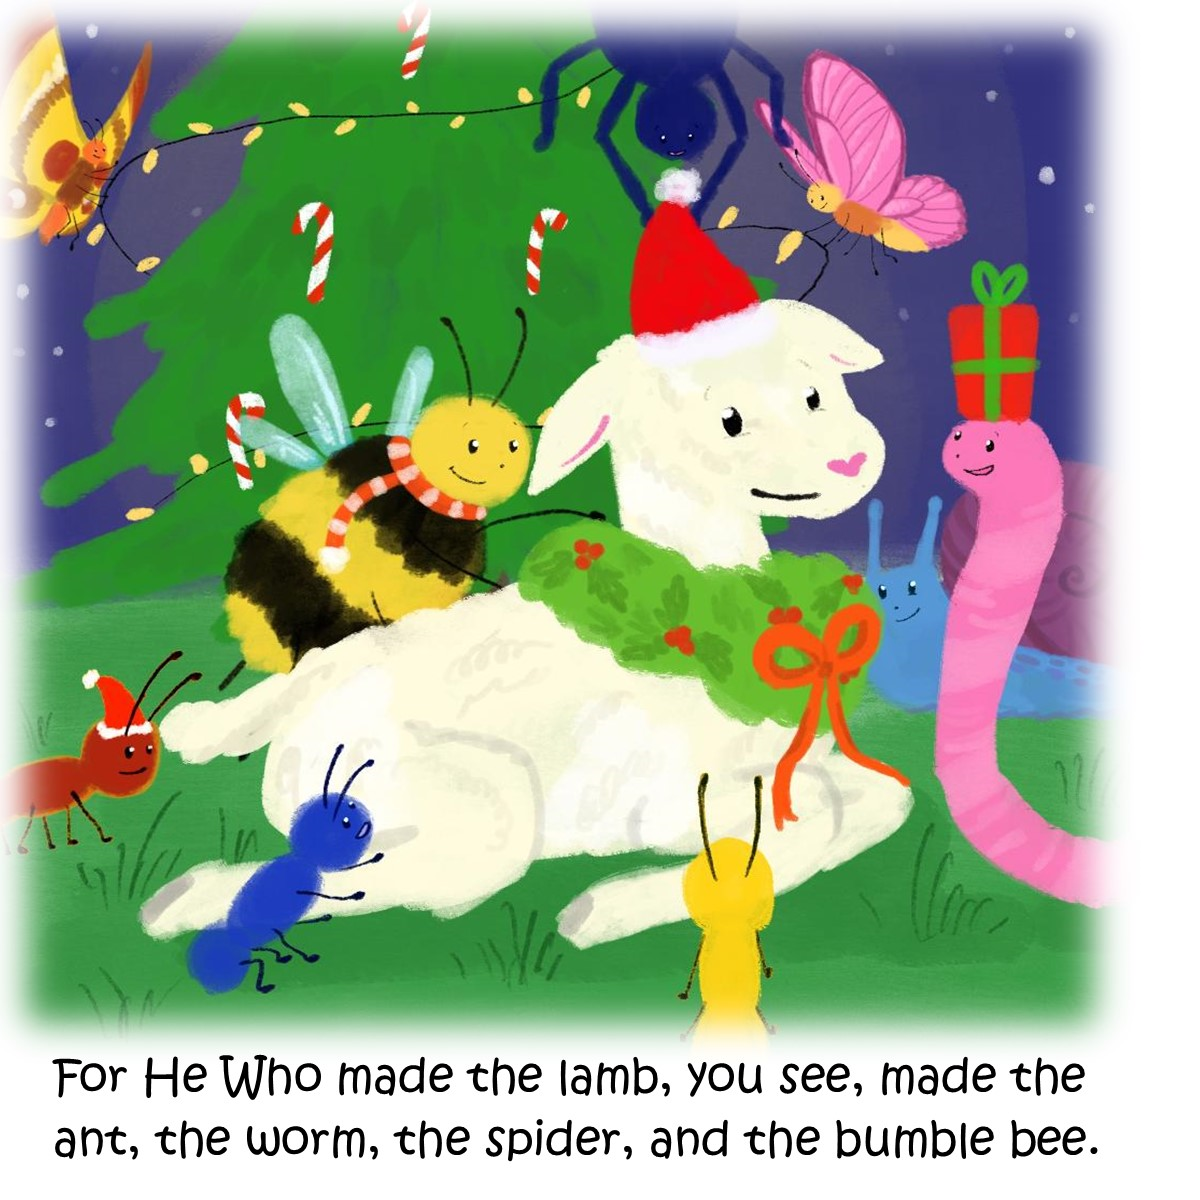 For He Who made the lamb, you see, made the
ant, the worm, the spider, and the bumble bee.